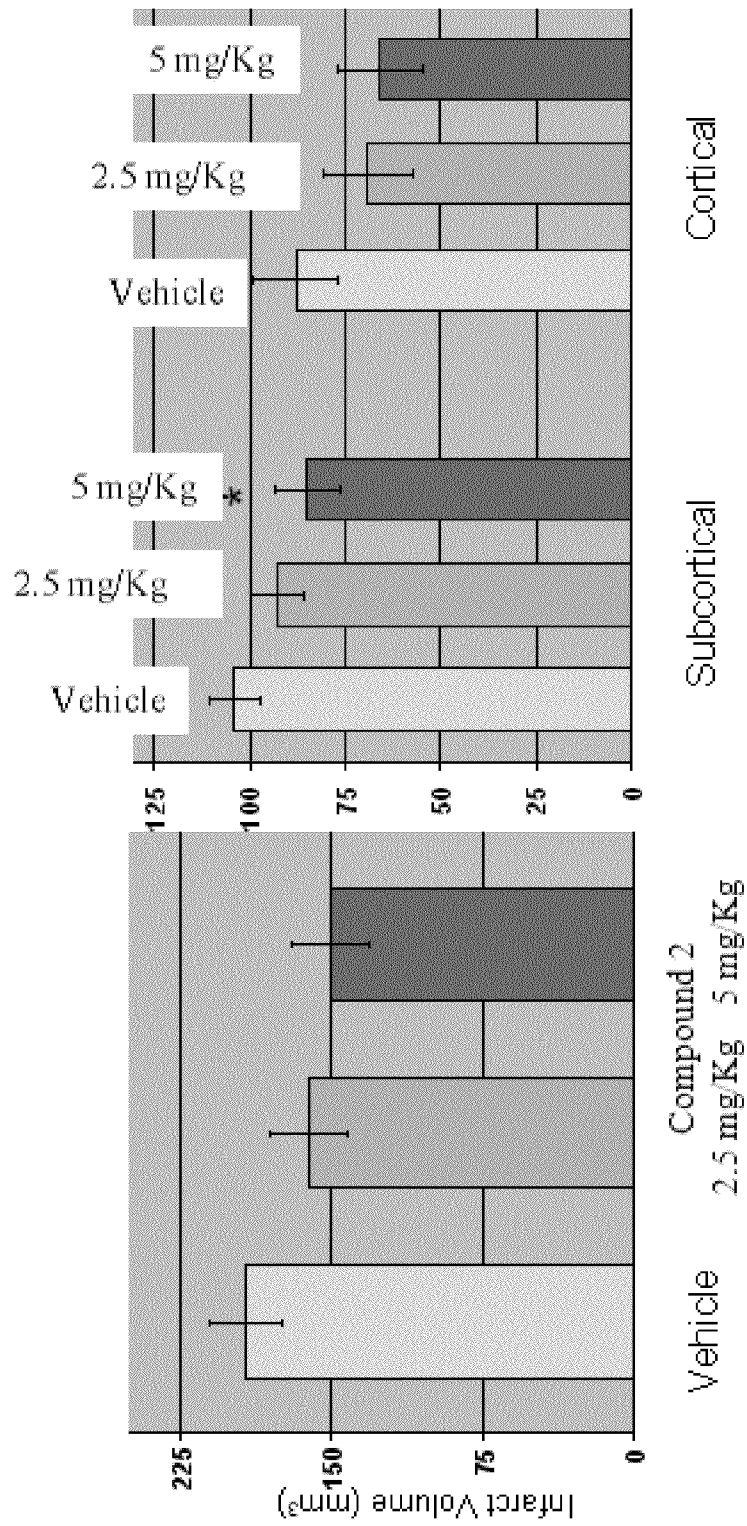 Infarct Volume (mm³)
225
150
75
0
Vehicle
Compound 2
2.5 mg/Kg 5 mg/Kg
125
100
75
50
25
0
Vehicle
2.5 mg/Kg
5 mg/Kg
*
Vehicle
2.5 mg/Kg
5 mg/Kg
Subcortical
Cortical